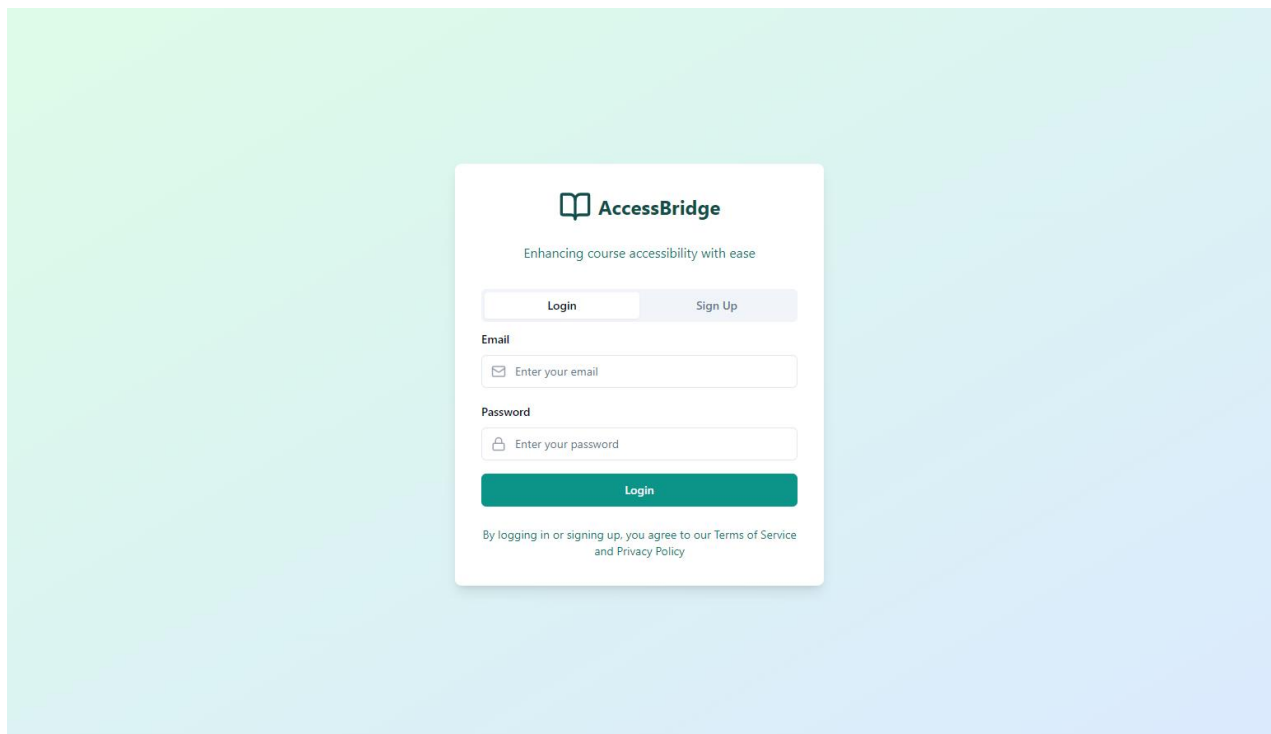 AccessBridge
Enhancing course accessibility with ease
Login
Sign Up
Email
Enter your email
Password
Enter your password
Login
By logging in or signing up, you agree to our Terms of Service
and Privacy Policy